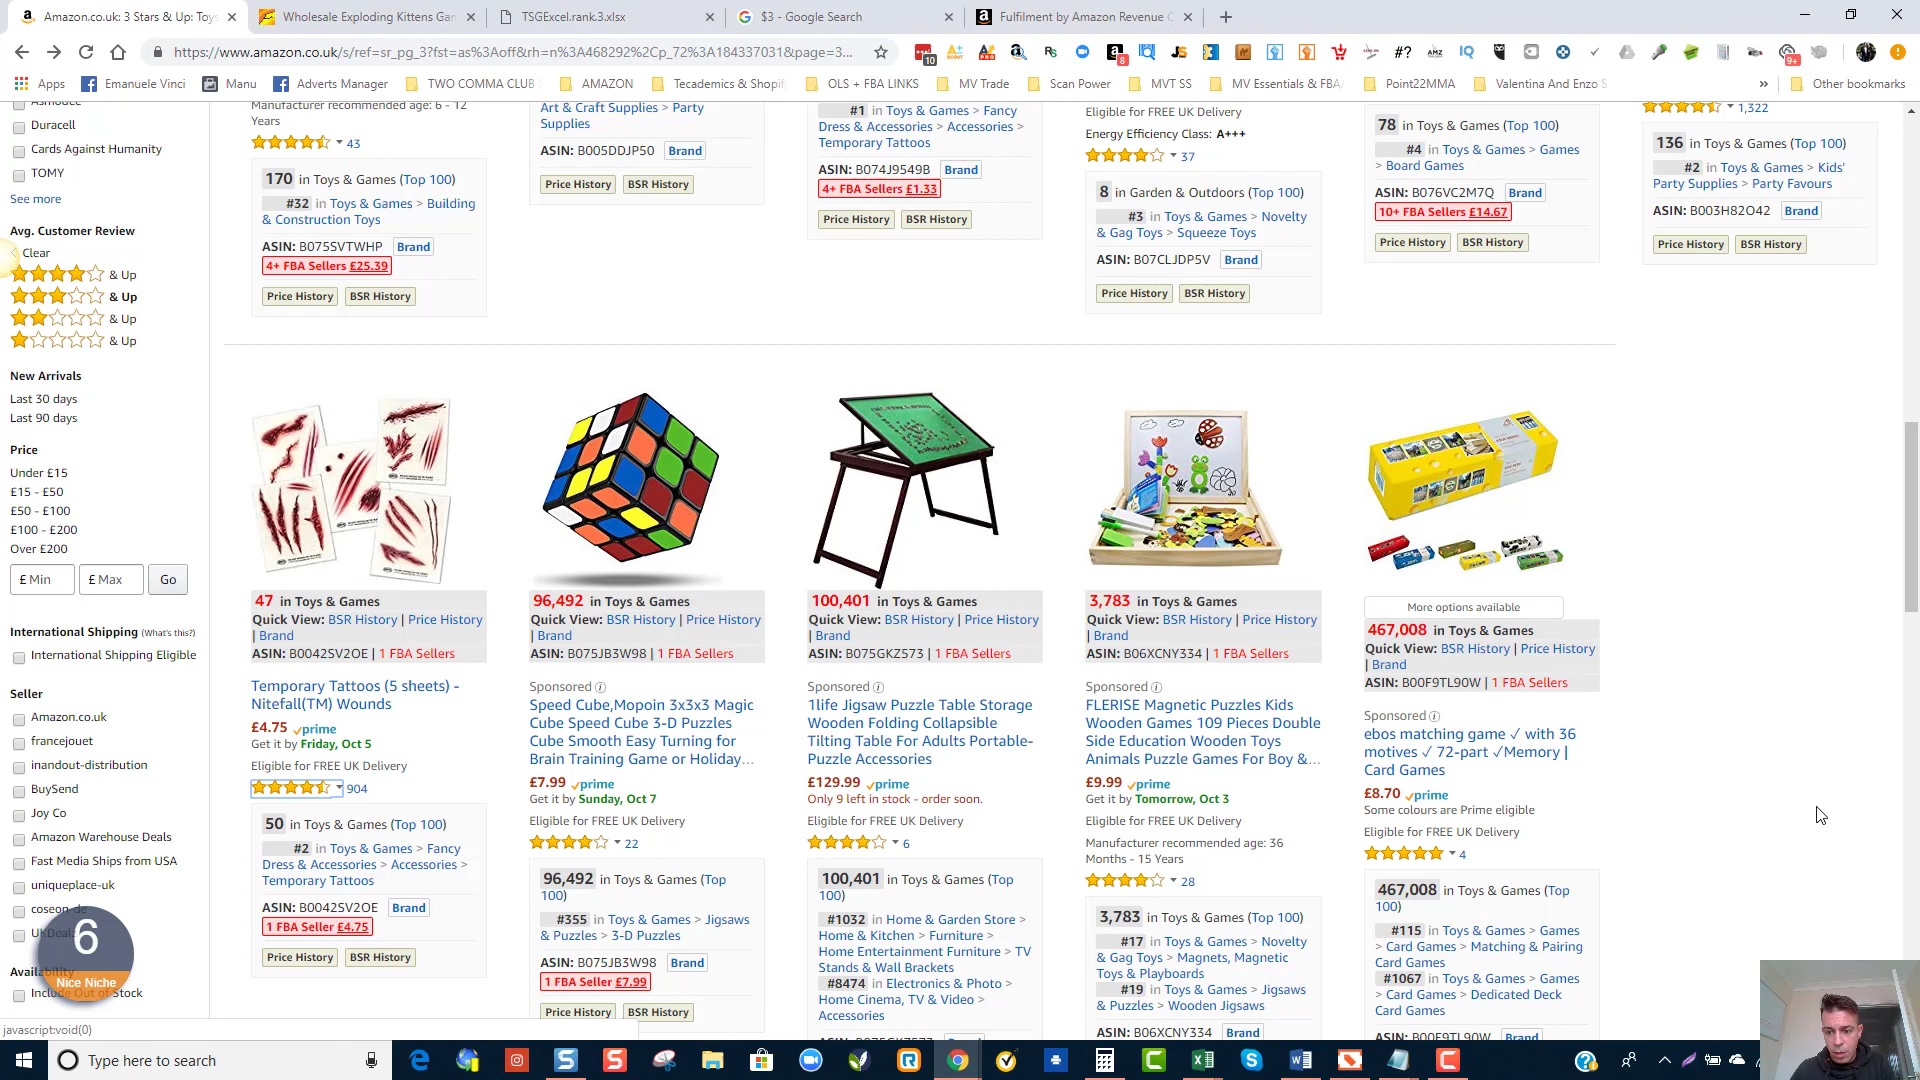 Amazon.co.uk: 3 Stars & Up: Toys
Wholesale Exploding Kittens Gam
TSGExcel.rank.3.xlsx
$3 - Google Search
Fulfilment by Amazon Revenue C
https://www.amazon.co.uk/s/ref=sr_pg_3?fst=as%3Aoff&rh=n%3A468292%2Cp_72%3A184337031&page=3...
Apps
Emanuele Vinci
Manu
Adverts Manager
TWO COMMA CLUB
AMAZON
Tecademics & Shopif
OLS + FBA LINKS
MV Trade
Scan Power
MVT SS
MV Essentials & FBA
Point22MMA
Valentina And Enzo S
Other bookmarks
Asmodee
Duracell
Cards Against Humanity
TOMY
See more
Avg. Customer Review
Clear
& Up
& Up
& Up
& Up
New Arrivals
Last 30 days
Last 90 days
Price
Under £15
£15 - £50
£50 - £100
£100 - £200
Over £200
£ Min
£ Max
Go
International Shipping (What's this?)
International Shipping Eligible
Seller
Amazon.co.uk
francejouet
inandout-distribution
BuySend
Joy Co
Amazon Warehouse Deals
Fast Media Ships from USA
uniqueplace-uk
coseon-de
UKDeals
Availability
Include Out of Stock
6
Nice Niche
javascript:void(0)
Manufacturer recommended age: 6 - 12
Years
43
170 in Toys & Games (Top 100)
#32 in Toys & Games > Building
& Construction Toys
ASIN: B075SVTWHP Brand
4+ FBA Sellers £25.39
Price History BSR History
Art & Craft Supplies > Party
Supplies
ASIN: B005DDJP50 Brand
Price History BSR History
#1 in Toys & Games > Fancy
Dress & Accessories > Accessories >
Temporary Tattoos
ASIN: B074J9549B Brand
4+ FBA Sellers £1.33
Price History BSR History
Eligible for FREE UK Delivery
Energy Efficiency Class: A+++
37
8 in Garden & Outdoors (Top 100)
#3 in Toys & Games > Novelty
& Gag Toys > Squeeze Toys
ASIN: B07CLJDP5V Brand
Price History BSR History
78 in Toys & Games (Top 100)
#4 in Toys & Games > Games
> Board Games
ASIN: B076VC2M7Q Brand
10+ FBA Sellers £14.67
Price History BSR History
1,322
136 in Toys & Games (Top 100)
#2 in Toys & Games > Kids'
Party Supplies > Party Favours
ASIN: B003H82O42 Brand
Price History BSR History
47 in Toys & Games
Quick View: BSR History | Price History
| Brand
ASIN: B0042SV2OE | 1 FBA Sellers
Temporary Tattoos (5 sheets) -
Nitefall(TM) Wounds
£4.75 prime
Get it by Friday, Oct 5
Eligible for FREE UK Delivery
904
50 in Toys & Games (Top 100)
#2 in Toys & Games > Fancy
Dress & Accessories > Accessories >
Temporary Tattoos
ASIN: B0042SV2OE Brand
1 FBA Seller £4.75
Price History BSR History
96,492 in Toys & Games
Quick View: BSR History | Price History
| Brand
ASIN: B075JB3W98 | 1 FBA Sellers
Sponsored
Speed Cube,Mopoin 3x3x3 Magic
Cube Speed Cube 3-D Puzzles
Cube Smooth Easy Turning for
Brain Training Game or Holiday...
£7.99 prime
Get it by Sunday, Oct 7
Eligible for FREE UK Delivery
22
96,492 in Toys & Games (Top
100)
#355 in Toys & Games > Jigsaws
& Puzzles > 3-D Puzzles
ASIN: B075JB3W98 Brand
1 FBA Seller £7.99
Price History BSR History
100,401 in Toys & Games
Quick View: BSR History | Price History
| Brand
ASIN: B075GKZ573 | 1 FBA Sellers
Sponsored
1life Jigsaw Puzzle Table Storage
Wooden Folding Collapsible
Tilting Table For Adults Portable-
Puzzle Accessories
£129.99 prime
Only 9 left in stock - order soon.
Eligible for FREE UK Delivery
6
100,401 in Toys & Games (Top
100)
#1032 in Home & Garden Store >
Home & Kitchen > Furniture >
Home Entertainment Furniture > TV
Stands & Wall Brackets
#8474 in Electronics & Photo >
Home Cinema, TV & Video >
Accessories
3,783 in Toys & Games
Quick View: BSR History | Price History
| Brand
ASIN: B06XCNY334 | 1 FBA Sellers
Sponsored
FLERISE Magnetic Puzzles Kids
Wooden Games 109 Pieces Double
Side Education Wooden Toys
Animals Puzzle Games For Boy &...
£9.99 prime
Get it by Tomorrow, Oct 3
Eligible for FREE UK Delivery
Manufacturer recommended age: 36
Months - 15 Years
28
3,783 in Toys & Games (Top 100)
#17 in Toys & Games > Novelty
& Gag Toys > Magnets, Magnetic
Toys & Playboards
#19 in Toys & Games > Jigsaws
& Puzzles > Wooden Jigsaws
ASIN: B06XCNY334 Brand
More options available
467,008 in Toys & Games
Quick View: BSR History | Price History
| Brand
ASIN: B00F9TL90W | 1 FBA Sellers
Sponsored
ebos matching game ✓ with 36
motives ✓ 72-part ✓Memory |
Card Games
£8.70 prime
Some colours are Prime eligible
Eligible for FREE UK Delivery
4
467,008 in Toys & Games (Top
100)
#115 in Toys & Games > Games
> Card Games > Matching & Pairing
Card Games
#1067 in Toys & Games > Games
> Card Games > Dedicated Deck
Card Games
ASIN: B00F9TL90W Brand
Type here to search